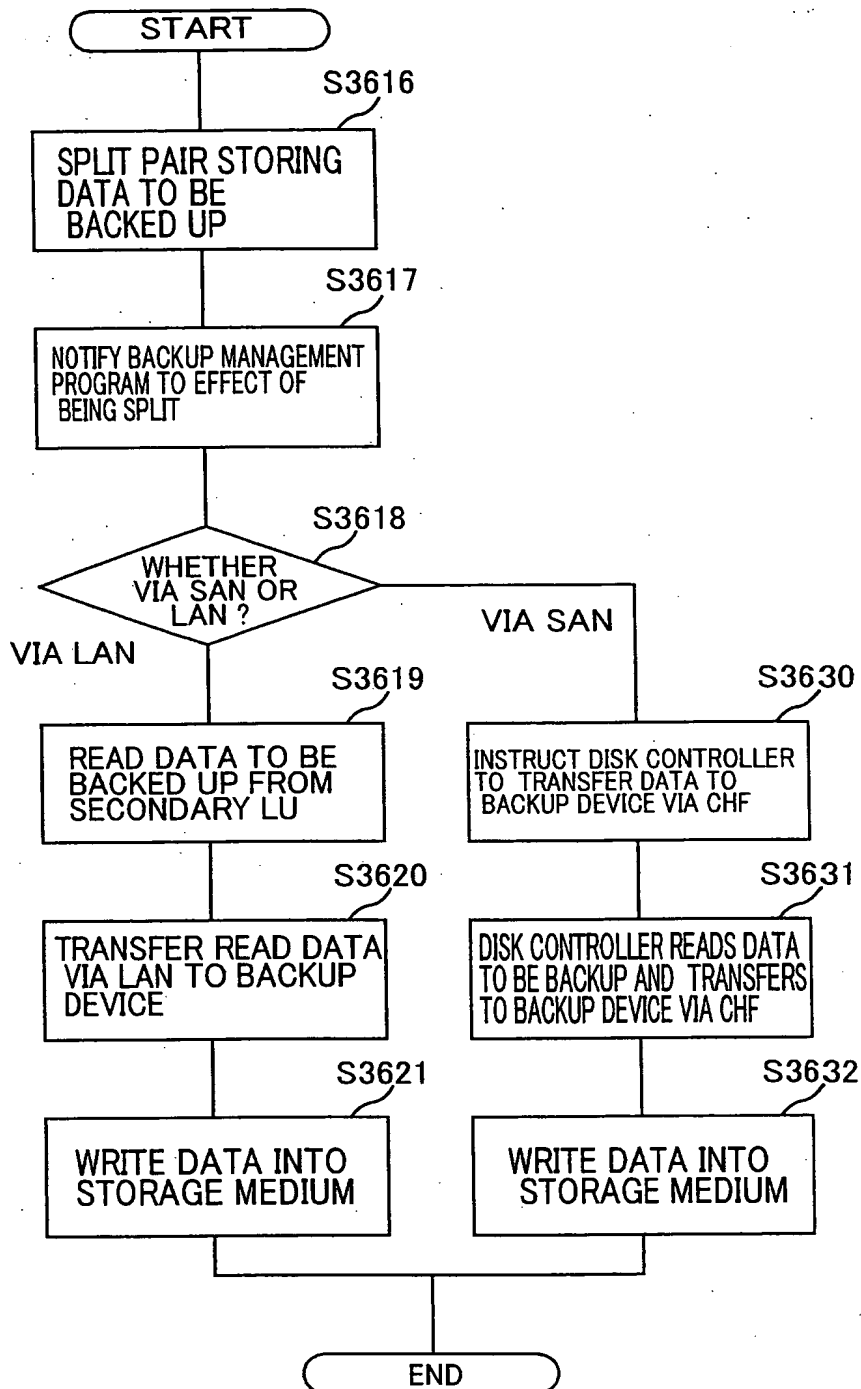 START
S3616
SPLIT PAIR STORING
DATA TO BE
BACKED UP
S3617
NOTIFY BACKUP MANAGEMENT
PROGRAM TO EFFECT OF
BEING SPLIT
S3618
WHETHER
VIA SAN OR
LAN ?
VIA LAN
VIA SAN
S3619
READ DATA TO BE
BACKED UP FROM
SECONDARY LU
S3630
INSTRUCT DISK CONTROLLER
TO TRANSFER DATA TO
BACKUP DEVICE VIA CHF
S3620
TRANSFER READ DATA
VIA LAN TO BACKUP
DEVICE
S3631
DISK CONTROLLER READS DATA
TO BE BACKUP AND TRANSFERS
TO BACKUP DEVICE VIA CHF
S3621
WRITE DATA INTO
STORAGE MEDIUM
S3632
WRITE DATA INTO
STORAGE MEDIUM
END